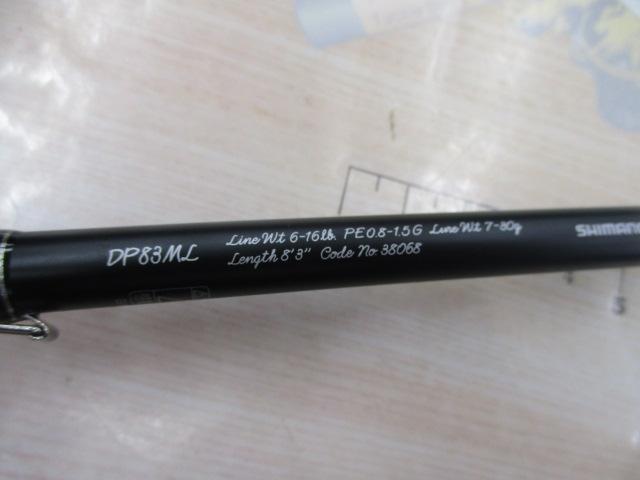 DP83ML
Line Wt 6-16lb. PE0.8-1.5G Lure Wt 7-30g
Length 8'3" Code No.38068
SHIMANO